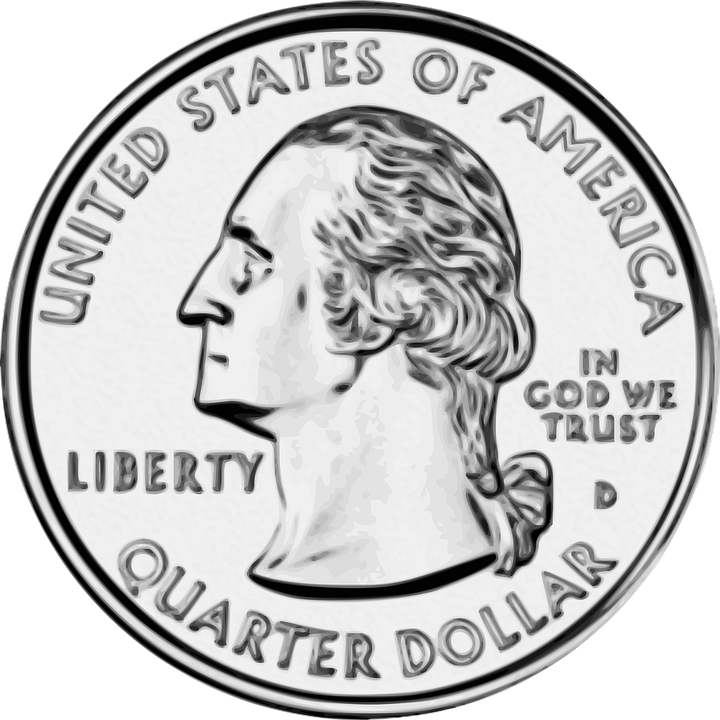 UNITED STATES OF AMERICA
LIBERTY
IN
GOD WE
TRUST
D
QUARTER DOLLAR